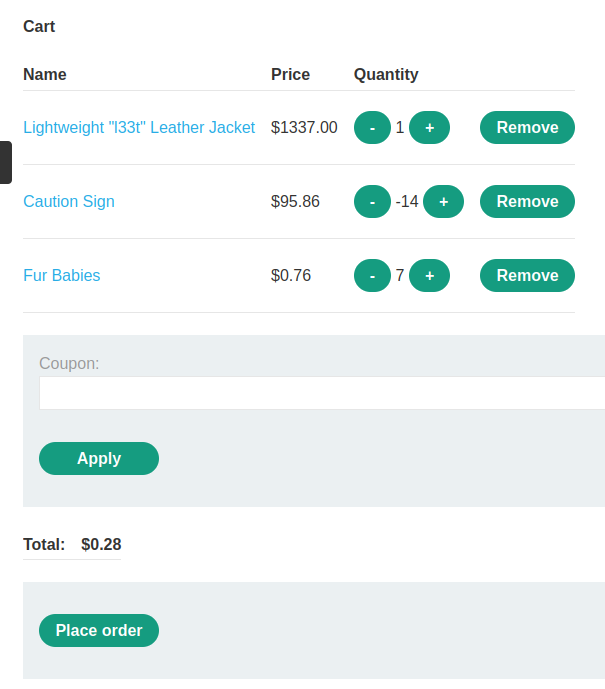 Cart
Name Price Quantity
Lightweight "l33t" Leather Jacket $1337.00 - 1 + Remove
Caution Sign $95.86 - -14 + Remove
Fur Babies $0.76 - 7 + Remove
Coupon:
Apply
Total: $0.28
Place order